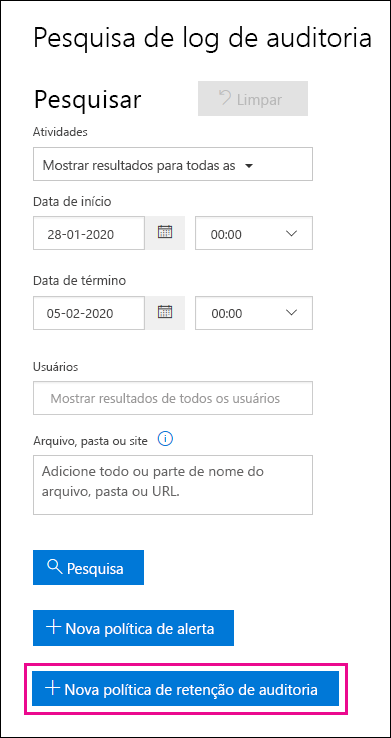 Pesquisa de log de auditoria
Pesquisar
Limpar
Atividades
Mostrar resultados para todas as
Data de início
28-01-2020
00:00
Data de término
05-02-2020
00:00
Usuários
Mostrar resultados de todos os usuários
Arquivo, pasta ou site
Adicione todo ou parte de nome do
arquivo, pasta ou URL.
Pesquisa
Nova política de alerta
Nova política de retenção de auditoria